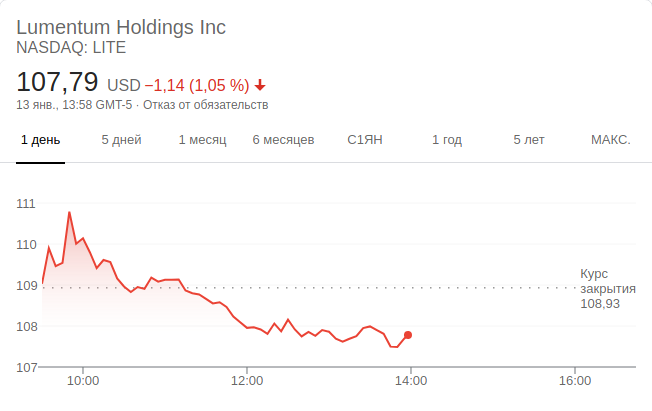 Lumentum Holdings Inc
NASDAQ: LITE
107,79 USD −1,14 (1,05 %)
13 янв., 13:58 GMT-5 · Отказ от обязательств
1 день 5 дней 1 месяц 6 месяцев С1ЯН 1 год 5 лет МАКС.
111
110
109
108
107
Курс
закрытия
108,93
10:00 12:00 14:00 16:00